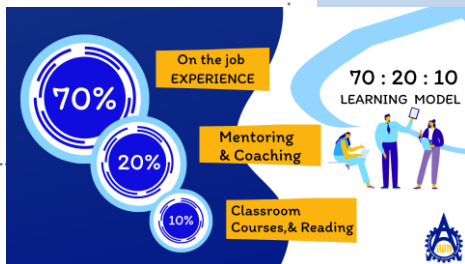 70%
On the job
EXPERIENCE
20%
Mentoring
& Coaching
10%
Classroom
Courses,& Reading
70 : 20 : 10
LEARNING MODEL